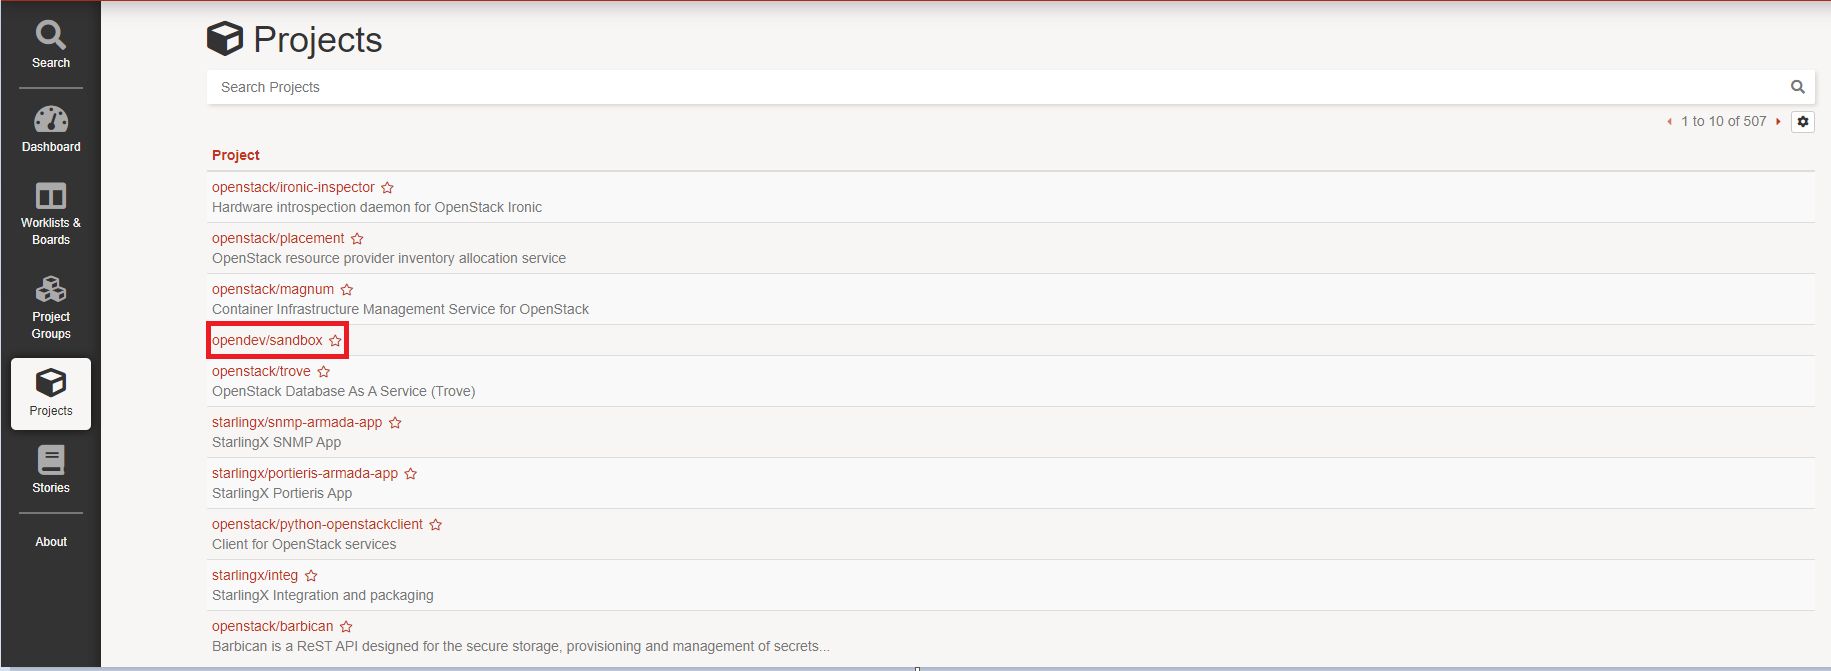 Search
Dashboard
Worklists &
Boards
Project
Groups
Projects
Stories
About
Projects
Search Projects
1 to 10 of 507
Project
openstack/ironic-inspector
Hardware introspection daemon for OpenStack Ironic
openstack/placement
OpenStack resource provider inventory allocation service
openstack/magnum
Container Infrastructure Management Service for OpenStack
opendev/sandbox
openstack/trove
OpenStack Database As A Service (Trove)
starlingx/snmp-armada-app
StarlingX SNMP App
starlingx/portieris-armada-app
StarlingX Portieris App
openstack/python-openstackclient
Client for OpenStack services
starlingx/integ
StarlingX Integration and packaging
openstack/barbican
Barbican is a ReST API designed for the secure storage, provisioning and management of secrets...